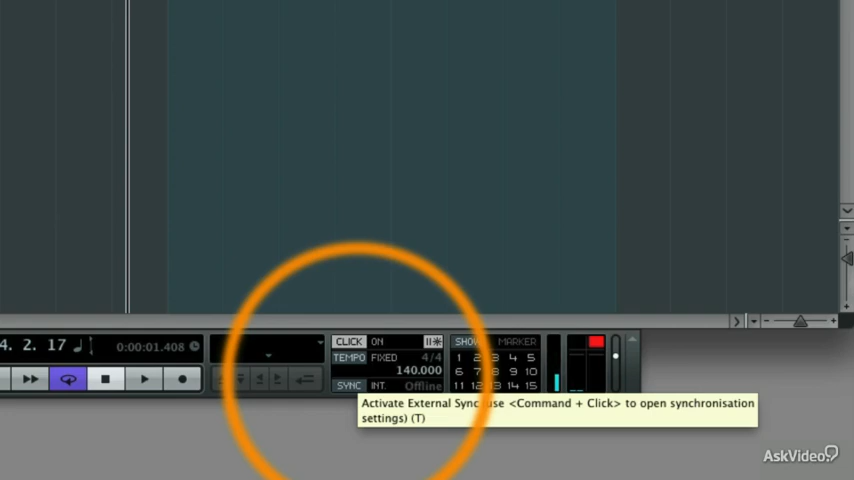 4. 2. 17
0:00:01.408
CLICK ON
TEMPO FIXED 4/4
140.000
SYNC INT. Offline
SHOW MARKER
1 2 3 4 5
6 7 8 9 10
11 12 13 14 15
Activate External Sync (use <Command + Click> to open synchronisation
settings) (T)
AskVideo